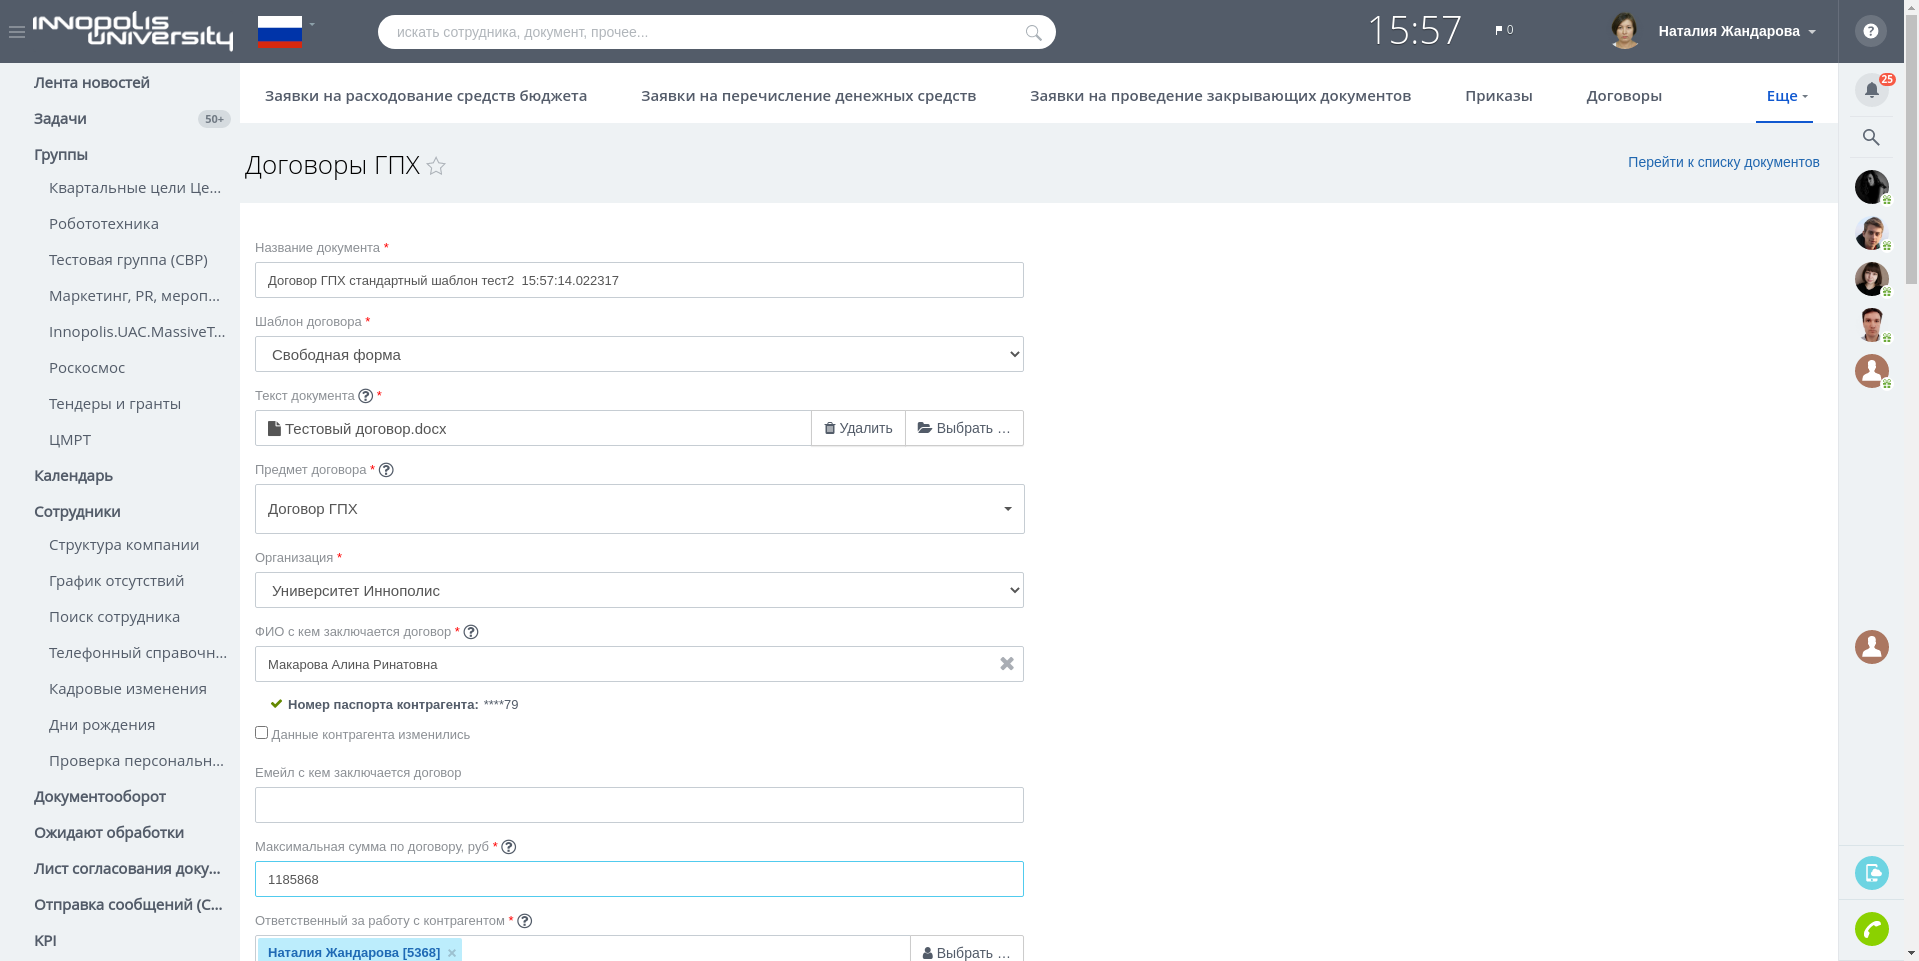 INNOPOLIS
UNIVERSITY
искать сотрудника, документ, прочее...
15:57
0
Наталия Жандарова
Лента новостей
Задачи
50+
Группы
Квартальные цели Це...
Робототехника
Тестовая группа (СВР)
Маркетинг, PR, мероп...
Innopolis.UAC.MassiveT...
Роскосмос
Тендеры и гранты
ЦМРТ
Календарь
Сотрудники
Структура компании
График отсутствий
Поиск сотрудника
Телефонный справочн...
Кадровые изменения
Дни рождения
Проверка персональн...
Документооборот
Ожидают обработки
Лист согласования доку...
Отправка сообщений (С...
KPI
Заявки на расходование средств бюджета
Заявки на перечисление денежных средств
Заявки на проведение закрывающих документов
Приказы
Договоры
Еще
25
Договоры ГПХ
Перейти к списку документов
Название документа *
Договор ГПХ стандартный шаблон тест2  15:57:14.022317
Шаблон договора *
Свободная форма
Текст документа ? *
Тестовый договор.docx
Удалить
Выбрать ...
Предмет договора * ?
Договор ГПХ
Организация *
Университет Иннополис
ФИО с кем заключается договор * ?
Макарова Алина Ринатовна
Номер паспорта контрагента: ****79
Данные контрагента изменились
Емейл с кем заключается договор
Максимальная сумма по договору, руб * ?
1185868
Ответственный за работу с контрагентом * ?
Наталия Жандарова [5368] ×
Выбрать ...